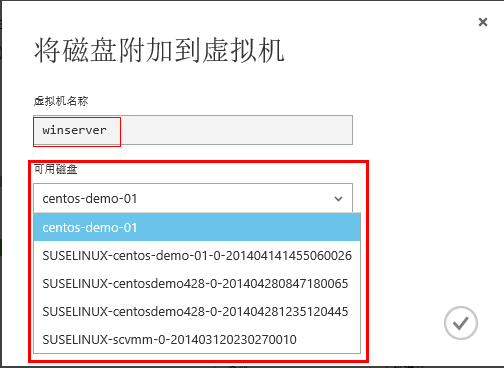 将磁盘附加到虚拟机
虚拟机名称
winserver
可用磁盘
centos-demo-01
centos-demo-01
SUSELINUX-centos-demo-01-0-201404141455060026
SUSELINUX-centosdemo428-0-201404280847180065
SUSELINUX-centosdemo428-0-201404281235120445
SUSELINUX-scvmm-0-201403120230270010